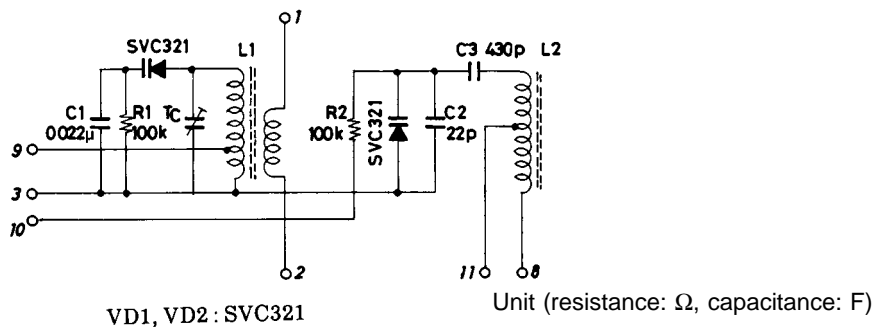 1
SVC321
L1
C3 430p
L2
C1
0022μ
R1
100k
TC
R2
100k
SVC321
C2
22p
9
3
10
2
11
8
VD1, VD2 : SVC321
Unit (resistance: Ω, capacitance: F)